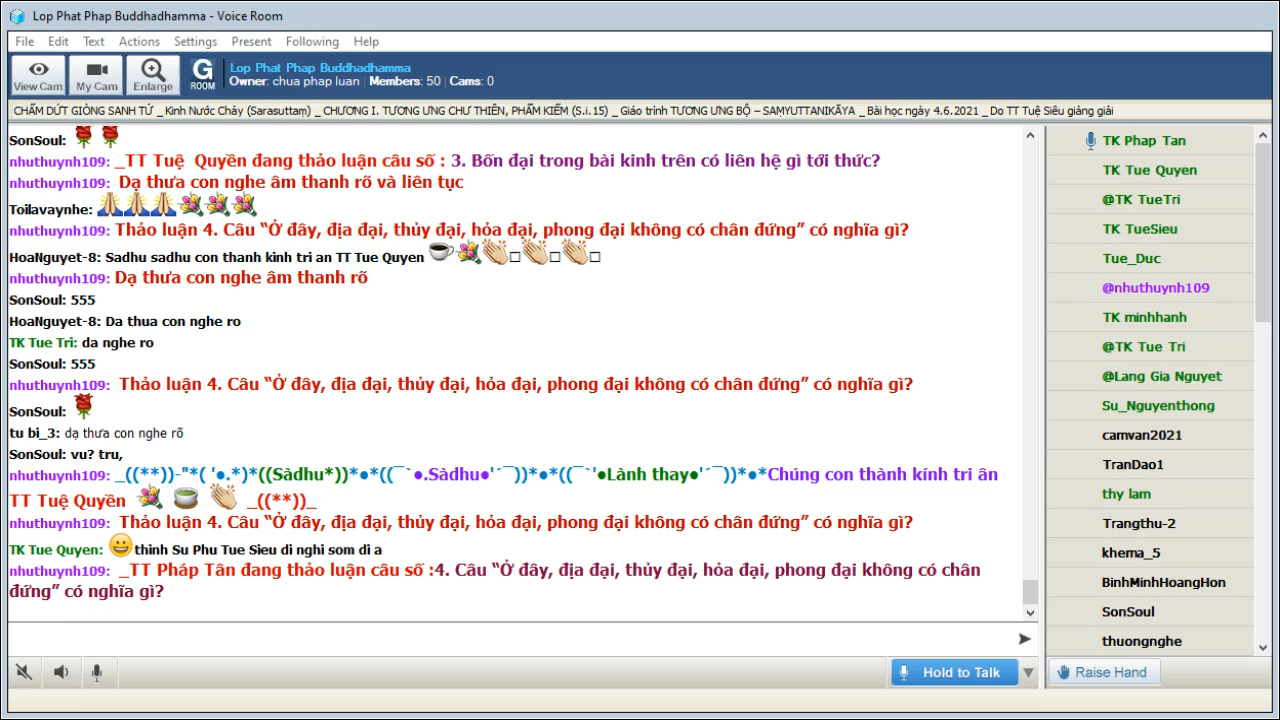 Lop Phat Phap Buddhadhamma - Voice Room
File Edit Text Actions Settings Present Following Help
View Cam My Cam Enlarge G ROOM
Lop Phat Phap Buddhadhamma
Owner: chua phap luan Members: 50 Cams: 0
CHẤM DỨT GIÒNG SANH TỬ _ Kinh Nước Chảy (Sarasuttaṃ) _ CHƯƠNG I. TƯƠNG ƯNG CHƯ THIÊN, PHẨM KIẾM (S.i.15) _ Giáo trình TƯƠNG ƯNG BỘ – SAṂYUTTANIKĀYA _ Bài học ngày 4.6.2021 _ Do TT Tuệ Siêu giảng giải
SonSoul: 🌹 🌹
nhuthuynh109: _TT Tuệ Quyền đang thảo luận câu số : 3. Bốn đại trong bài kinh trên có liên hệ gì tới thức?
nhuthuynh109: Dạ thưa con nghe âm thanh rõ và liên tục
Toilavaynhe: 🙏🙏🙏💐💐💐
nhuthuynh109: Thảo luận 4. Câu “Ở đây, địa đại, thủy đại, hỏa đại, phong đại không có chân đứng” có nghĩa gì?
HoaNguyet-8: Sadhu sadhu con thanh kinh tri an TT Tue Quyen ☕💐👏□👏□👏□
nhuthuynh109: Dạ thưa con nghe âm thanh rõ
SonSoul: 555
HoaNguyet-8: Da thua con nghe ro
TK Tue Tri: da nghe ro
SonSoul: 555
nhuthuynh109: Thảo luận 4. Câu “Ở đây, địa đại, thủy đại, hỏa đại, phong đại không có chân đứng” có nghĩa gì?
SonSoul: 🌹
tu bi_3: dạ thưa con nghe rõ
SonSoul: vu? tru,
nhuthuynh109: _((**))-"*( '●.*)*((Sàdhu*))*●*((¯`●.Sàdhu●'´¯))*●*((¯`'●Lành thay●'´¯))*●*Chúng con thành kính tri ân
TT Tuệ Quyền 💐 🍵 👏 _((**))_
nhuthuynh109: Thảo luận 4. Câu “Ở đây, địa đại, thủy đại, hỏa đại, phong đại không có chân đứng” có nghĩa gì?
TK Tue Quyen: 😀thinh Su Phu Tue Sieu di nghi som di a
nhuthuynh109: _TT Pháp Tân đang thảo luận câu số :4. Câu “Ở đây, địa đại, thủy đại, hỏa đại, phong đại không có chân
đứng” có nghĩa gì?
Hold to Talk
TK Phap Tan
TK Tue Quyen
@TK TueTri
TK TueSieu
Tue_Duc
@nhuthuynh109
TK minhhanh
@TK Tue Tri
@Lang Gia Nguyet
Su_Nguyenthong
camvan2021
TranDao1
thy lam
Trangthu-2
khema_5
BinhMinhHoangHon
SonSoul
thuongnghe
Raise Hand